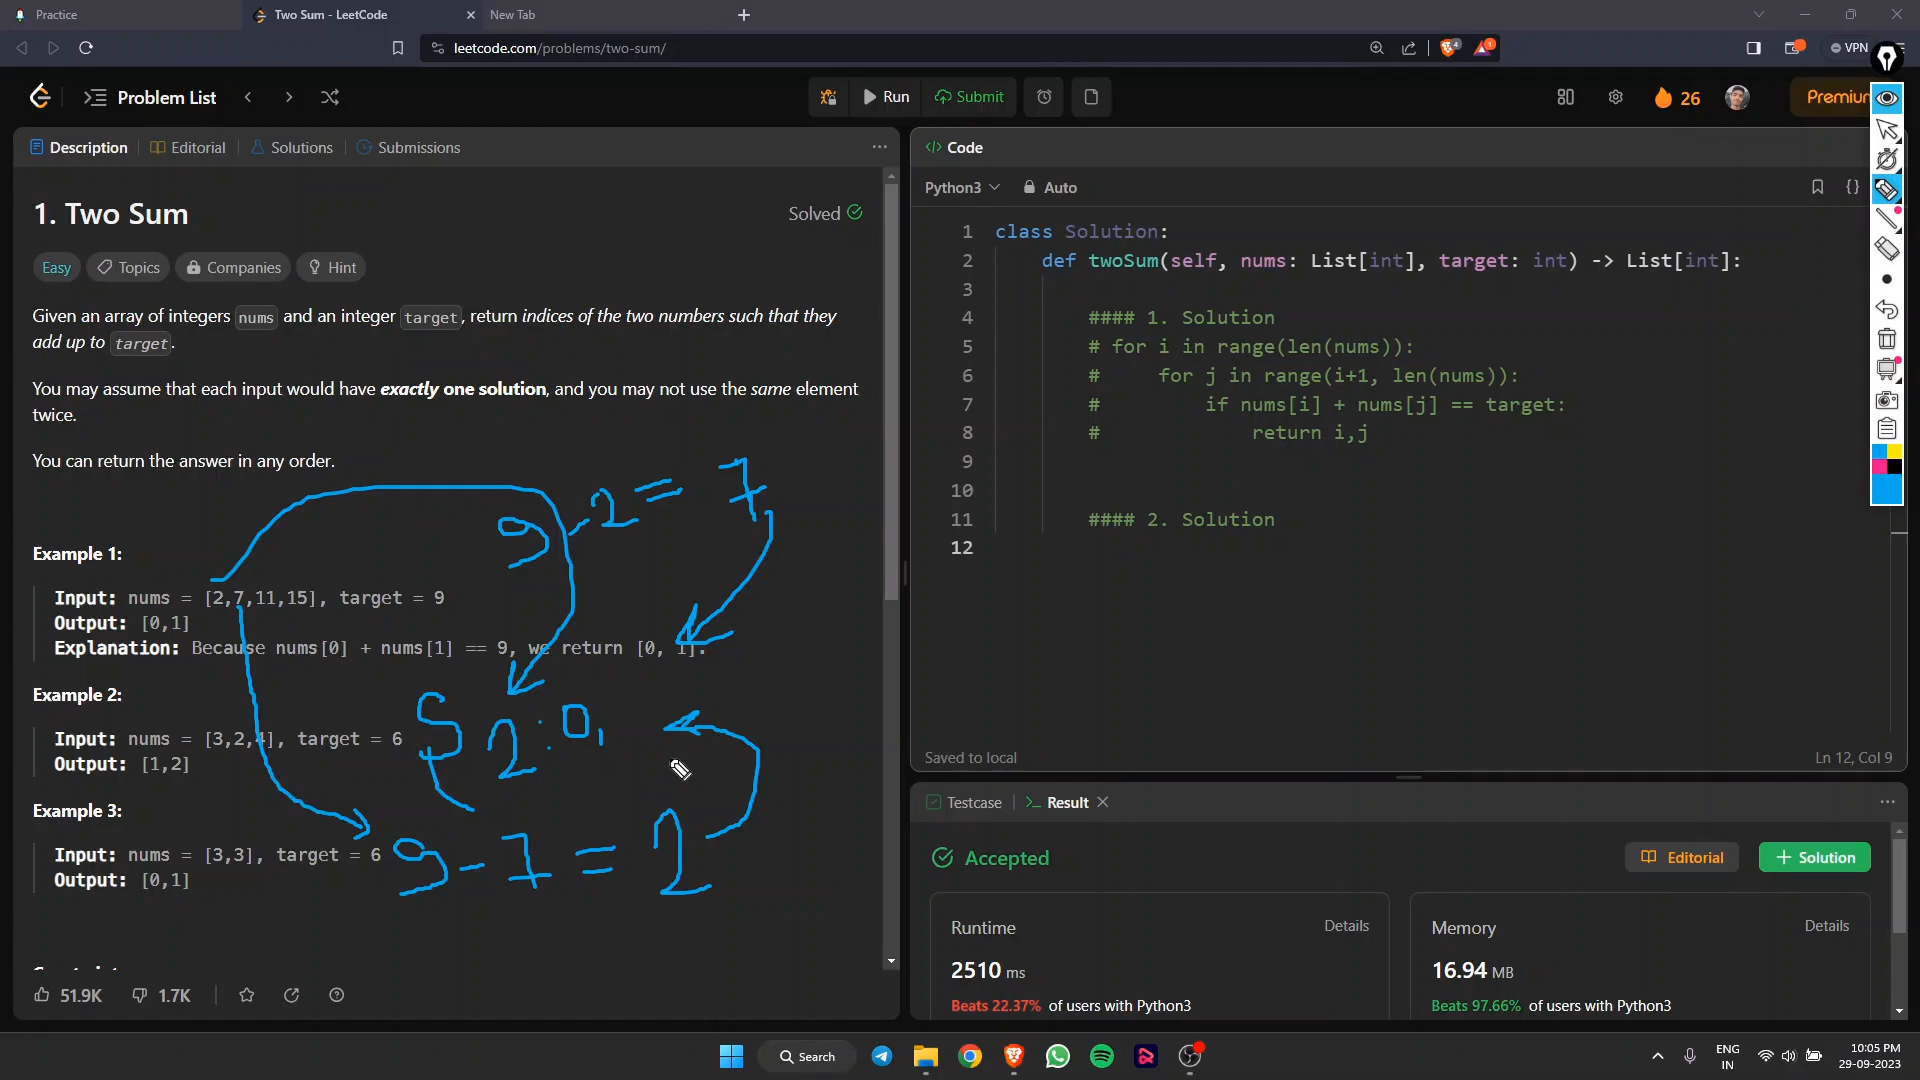 Practice
Two Sum - LeetCode
New Tab
leetcode.com/problems/two-sum/
4
1
VPN
Problem List
Run
Submit
26
Premium
Description
Editorial
Solutions
Submissions
Code
1. Two Sum
Solved
Easy
Topics
Companies
Hint
Given an array of integers nums and an integer target, return indices of the two numbers such that they
add up to target.
You may assume that each input would have exactly one solution, and you may not use the same element
twice.
You can return the answer in any order.
9-2=7
Example 1:
Input: nums = [2,7,11,15], target = 9
Output: [0,1]
Explanation: Because nums[0] + nums[1] == 9, we return [0, 1].
Example 2:
{ 2:0,
Input: nums = [3,2,4], target = 6
Output: [1,2]
Example 3:
Input: nums = [3,3], target = 6
Output: [0,1]
9-7=2
51.9K
1.7K
Python3
Auto
1 class Solution:
2 def twoSum(self, nums: List[int], target: int) -> List[int]:
3
4 #### 1. Solution
5 # for i in range(len(nums)):
6 # for j in range(i+1, len(nums)):
7 # if nums[i] + nums[j] == target:
8 # return i,j
9
10
11 #### 2. Solution
12
Saved to local
Ln 12, Col 9
Testcase
Result
Accepted
Editorial
Solution
Runtime
Details
2510 ms
Beats 22.37% of users with Python3
Memory
Details
16.94 MB
Beats 97.66% of users with Python3
Search
ENG
IN
10:05 PM
29-09-2023